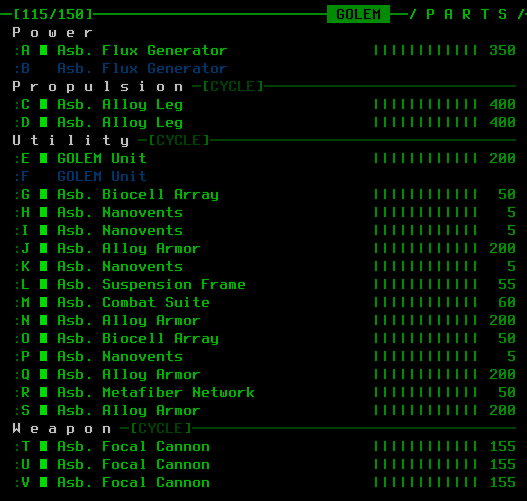 [115/150] GOLEM / P A R T S /
P o w e r
:A Asb. Flux Generator 350
:B Asb. Flux Generator
P r o p u l s i o n [CYCLE]
:C Asb. Alloy Leg 400
:D Asb. Alloy Leg 400
U t i l i t y [CYCLE]
:E GOLEM Unit 200
:F GOLEM Unit
:G Asb. Biocell Array 50
:H Asb. Nanovents 5
:I Asb. Nanovents 5
:J Asb. Alloy Armor 200
:K Asb. Nanovents 5
:L Asb. Suspension Frame 55
:M Asb. Combat Suite 60
:N Asb. Alloy Armor 200
:O Asb. Biocell Array 50
:P Asb. Nanovents 5
:Q Asb. Alloy Armor 200
:R Asb. Metafiber Network 50
:S Asb. Alloy Armor 200
W e a p o n [CYCLE]
:T Asb. Focal Cannon 155
:U Asb. Focal Cannon 155
:V Asb. Focal Cannon 155